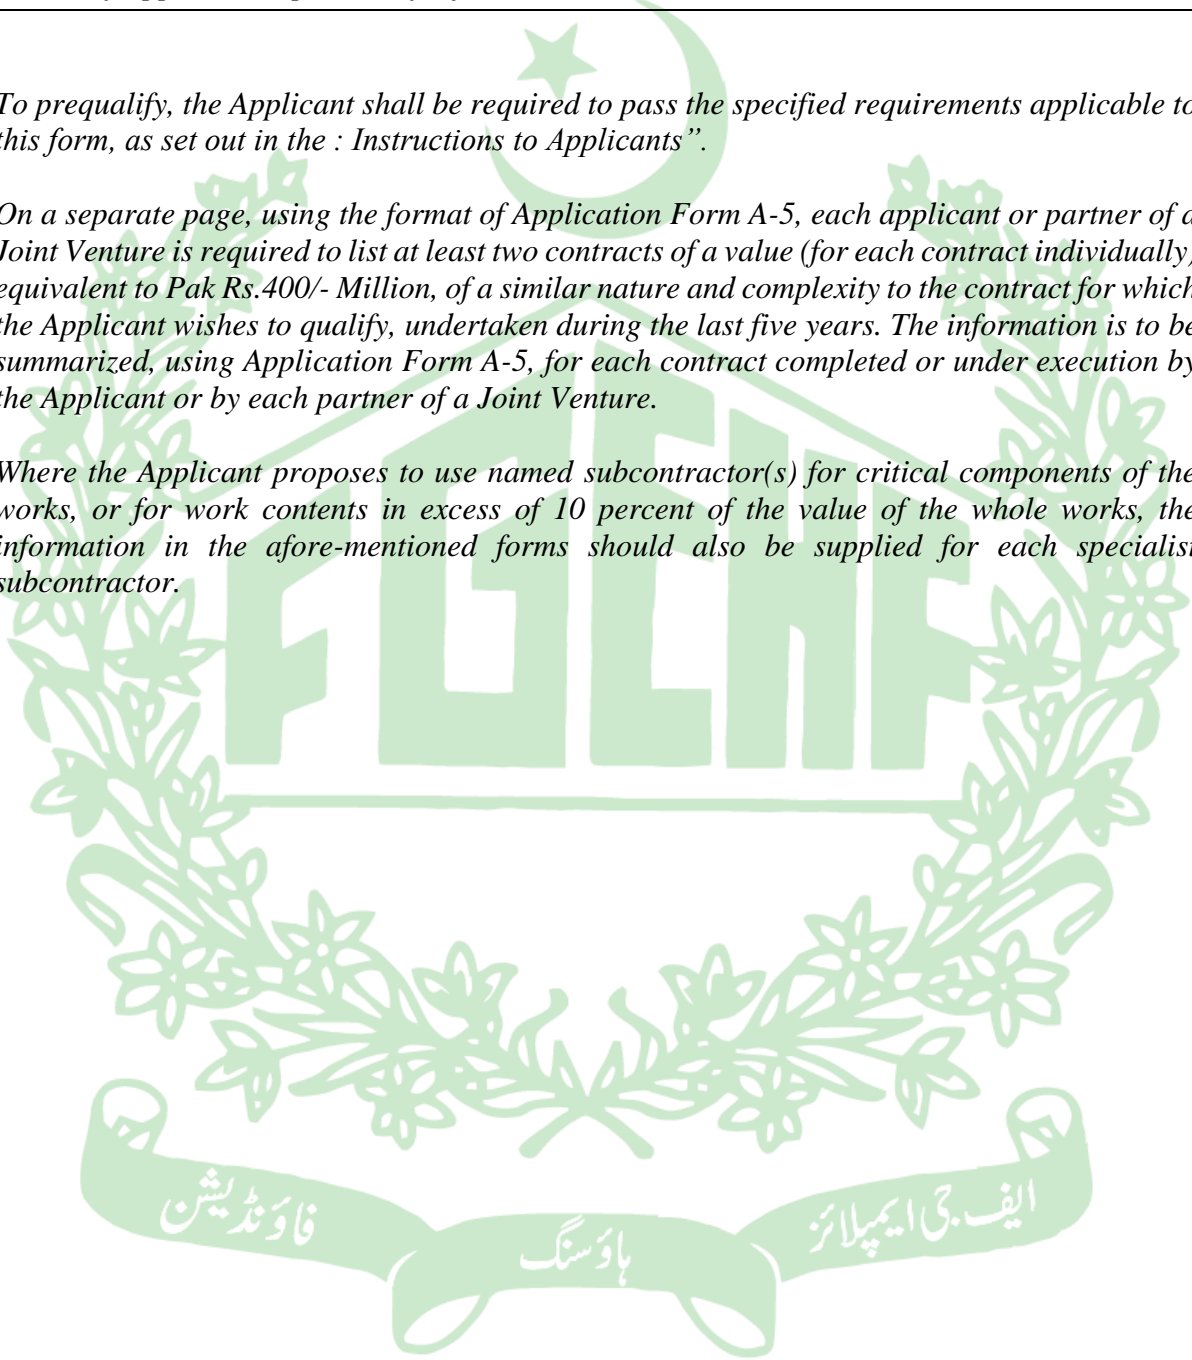 To prequalify, the Applicant shall be required to pass the specified requirements applicable to
this form, as set out in the : Instructions to Applicants”.
On a separate page, using the format of Application Form A-5, each applicant or partner of a
Joint Venture is required to list at least two contracts of a value (for each contract individually)
equivalent to Pak Rs.400/- Million, of a similar nature and complexity to the contract for which
the Applicant wishes to qualify, undertaken during the last five years. The information is to be
summarized, using Application Form A-5, for each contract completed or under execution by
the Applicant or by each partner of a Joint Venture.
Where the Applicant proposes to use named subcontractor(s) for critical components of the
works, or for work contents in excess of 10 percent of the value of the whole works, the
information in the afore-mentioned forms should also be supplied for each specialist
subcontractor.
FGEHF
ایف جی ایمپلائز
ہاؤسنگ
فاؤنڈیشن